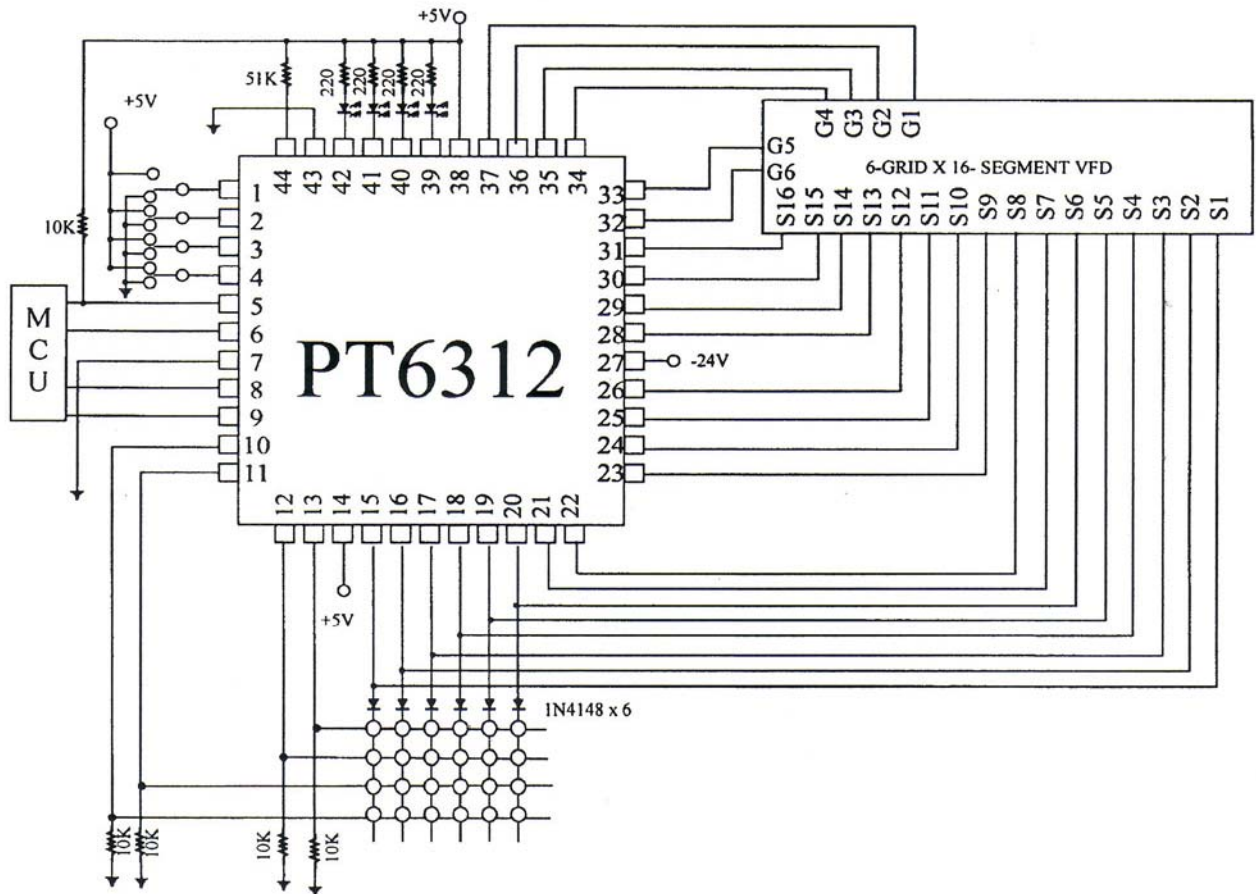 +5V
51K
220
220
220
220
+5V
10K
G4
G3
G2
G1
G5
G6
6-GRID X 16- SEGMENT VFD
S16
S15
S14
S13
S12
S11
S10
S9
S8
S7
S6
S5
S4
S3
S2
S1
44
43
42
41
40
39
38
37
36
35
34
1
2
3
4
5
6
7
8
9
10
11
MCU
PT6312
33
32
31
30
29
28
27
-24V
26
25
24
23
12
13
14
15
16
17
18
19
20
21
22
+5V
1N4148 x 6
10K
10K
10K
10K